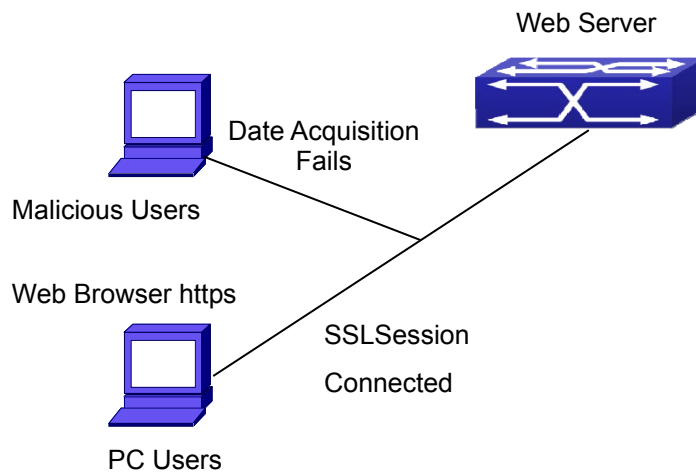 Web Server
Date Acquisition
Fails
Malicious Users
Web Browser https
SSLSession
Connected
PC Users